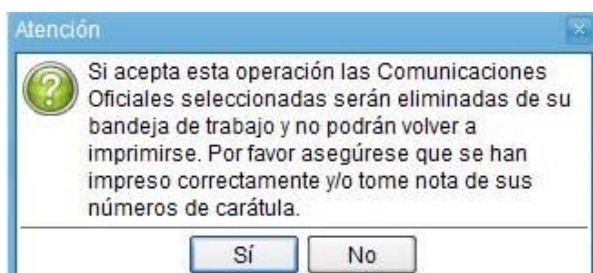 Atención
Si acepta esta operación las Comunicaciones
Oficiales seleccionadas serán eliminadas de su
bandeja de trabajo y no podrán volver a
imprimirse. Por favor asegúrese que se han
impreso correctamente y/o tome nota de sus
números de carátula.
Sí No